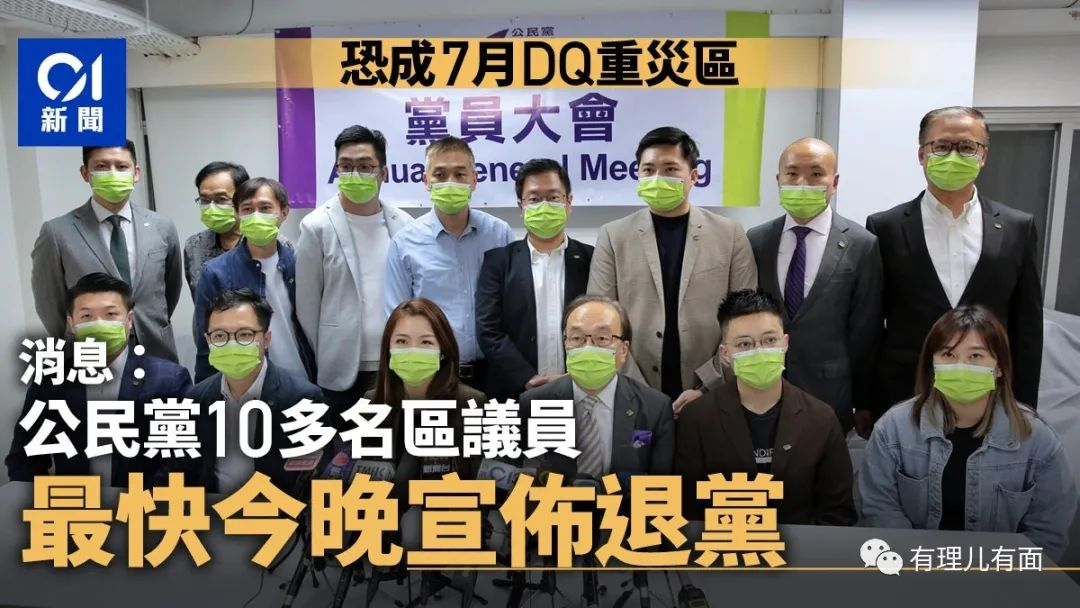 公民黨
恐成7月DQ重災區
01
新聞
黨員大會
Annual General Meeting
消息：
公民黨10多名區議員
最快今晚宣佈退黨
有理儿有面